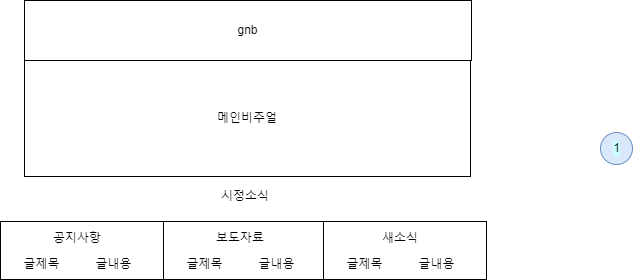 gnb
메인비주얼
1
시정소식
공지사항 보도자료 새소식
글제목 글내용 글제목 글내용 글제목 글내용